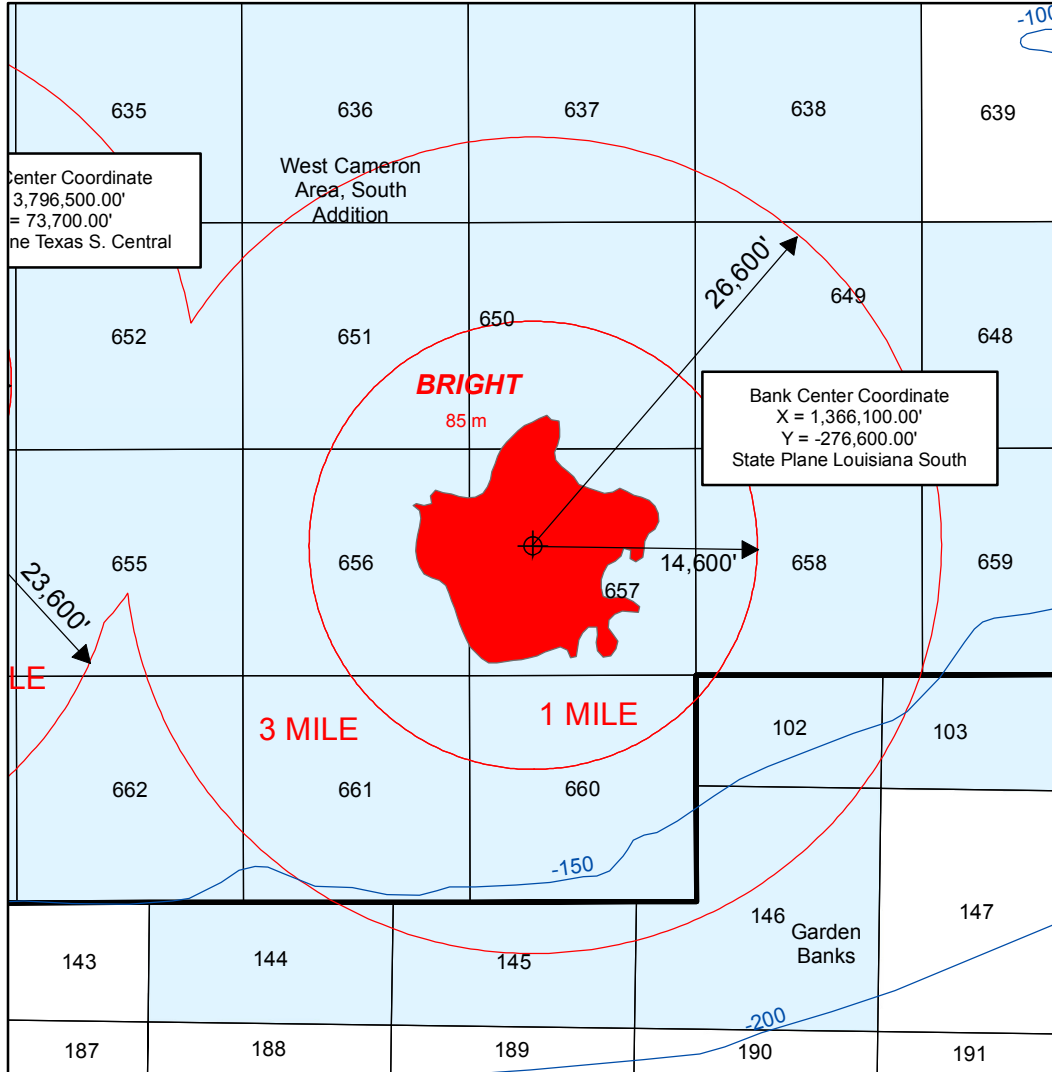 -100
635
636
637
638
639
Center Coordinate
3,796,500.00'
= 73,700.00'
ne Texas S. Central
West Cameron
Area, South
Addition
26,600'
652
651
650
649
648
BRIGHT
85 m
Bank Center Coordinate
X = 1,366,100.00'
Y = -276,600.00'
State Plane Louisiana South
23,600'
655
656
657
14,600'
658
659
LE
3 MILE
1 MILE
102
103
662
661
660
-150
143
144
145
146
147
Garden
Banks
-200
187
188
189
190
191